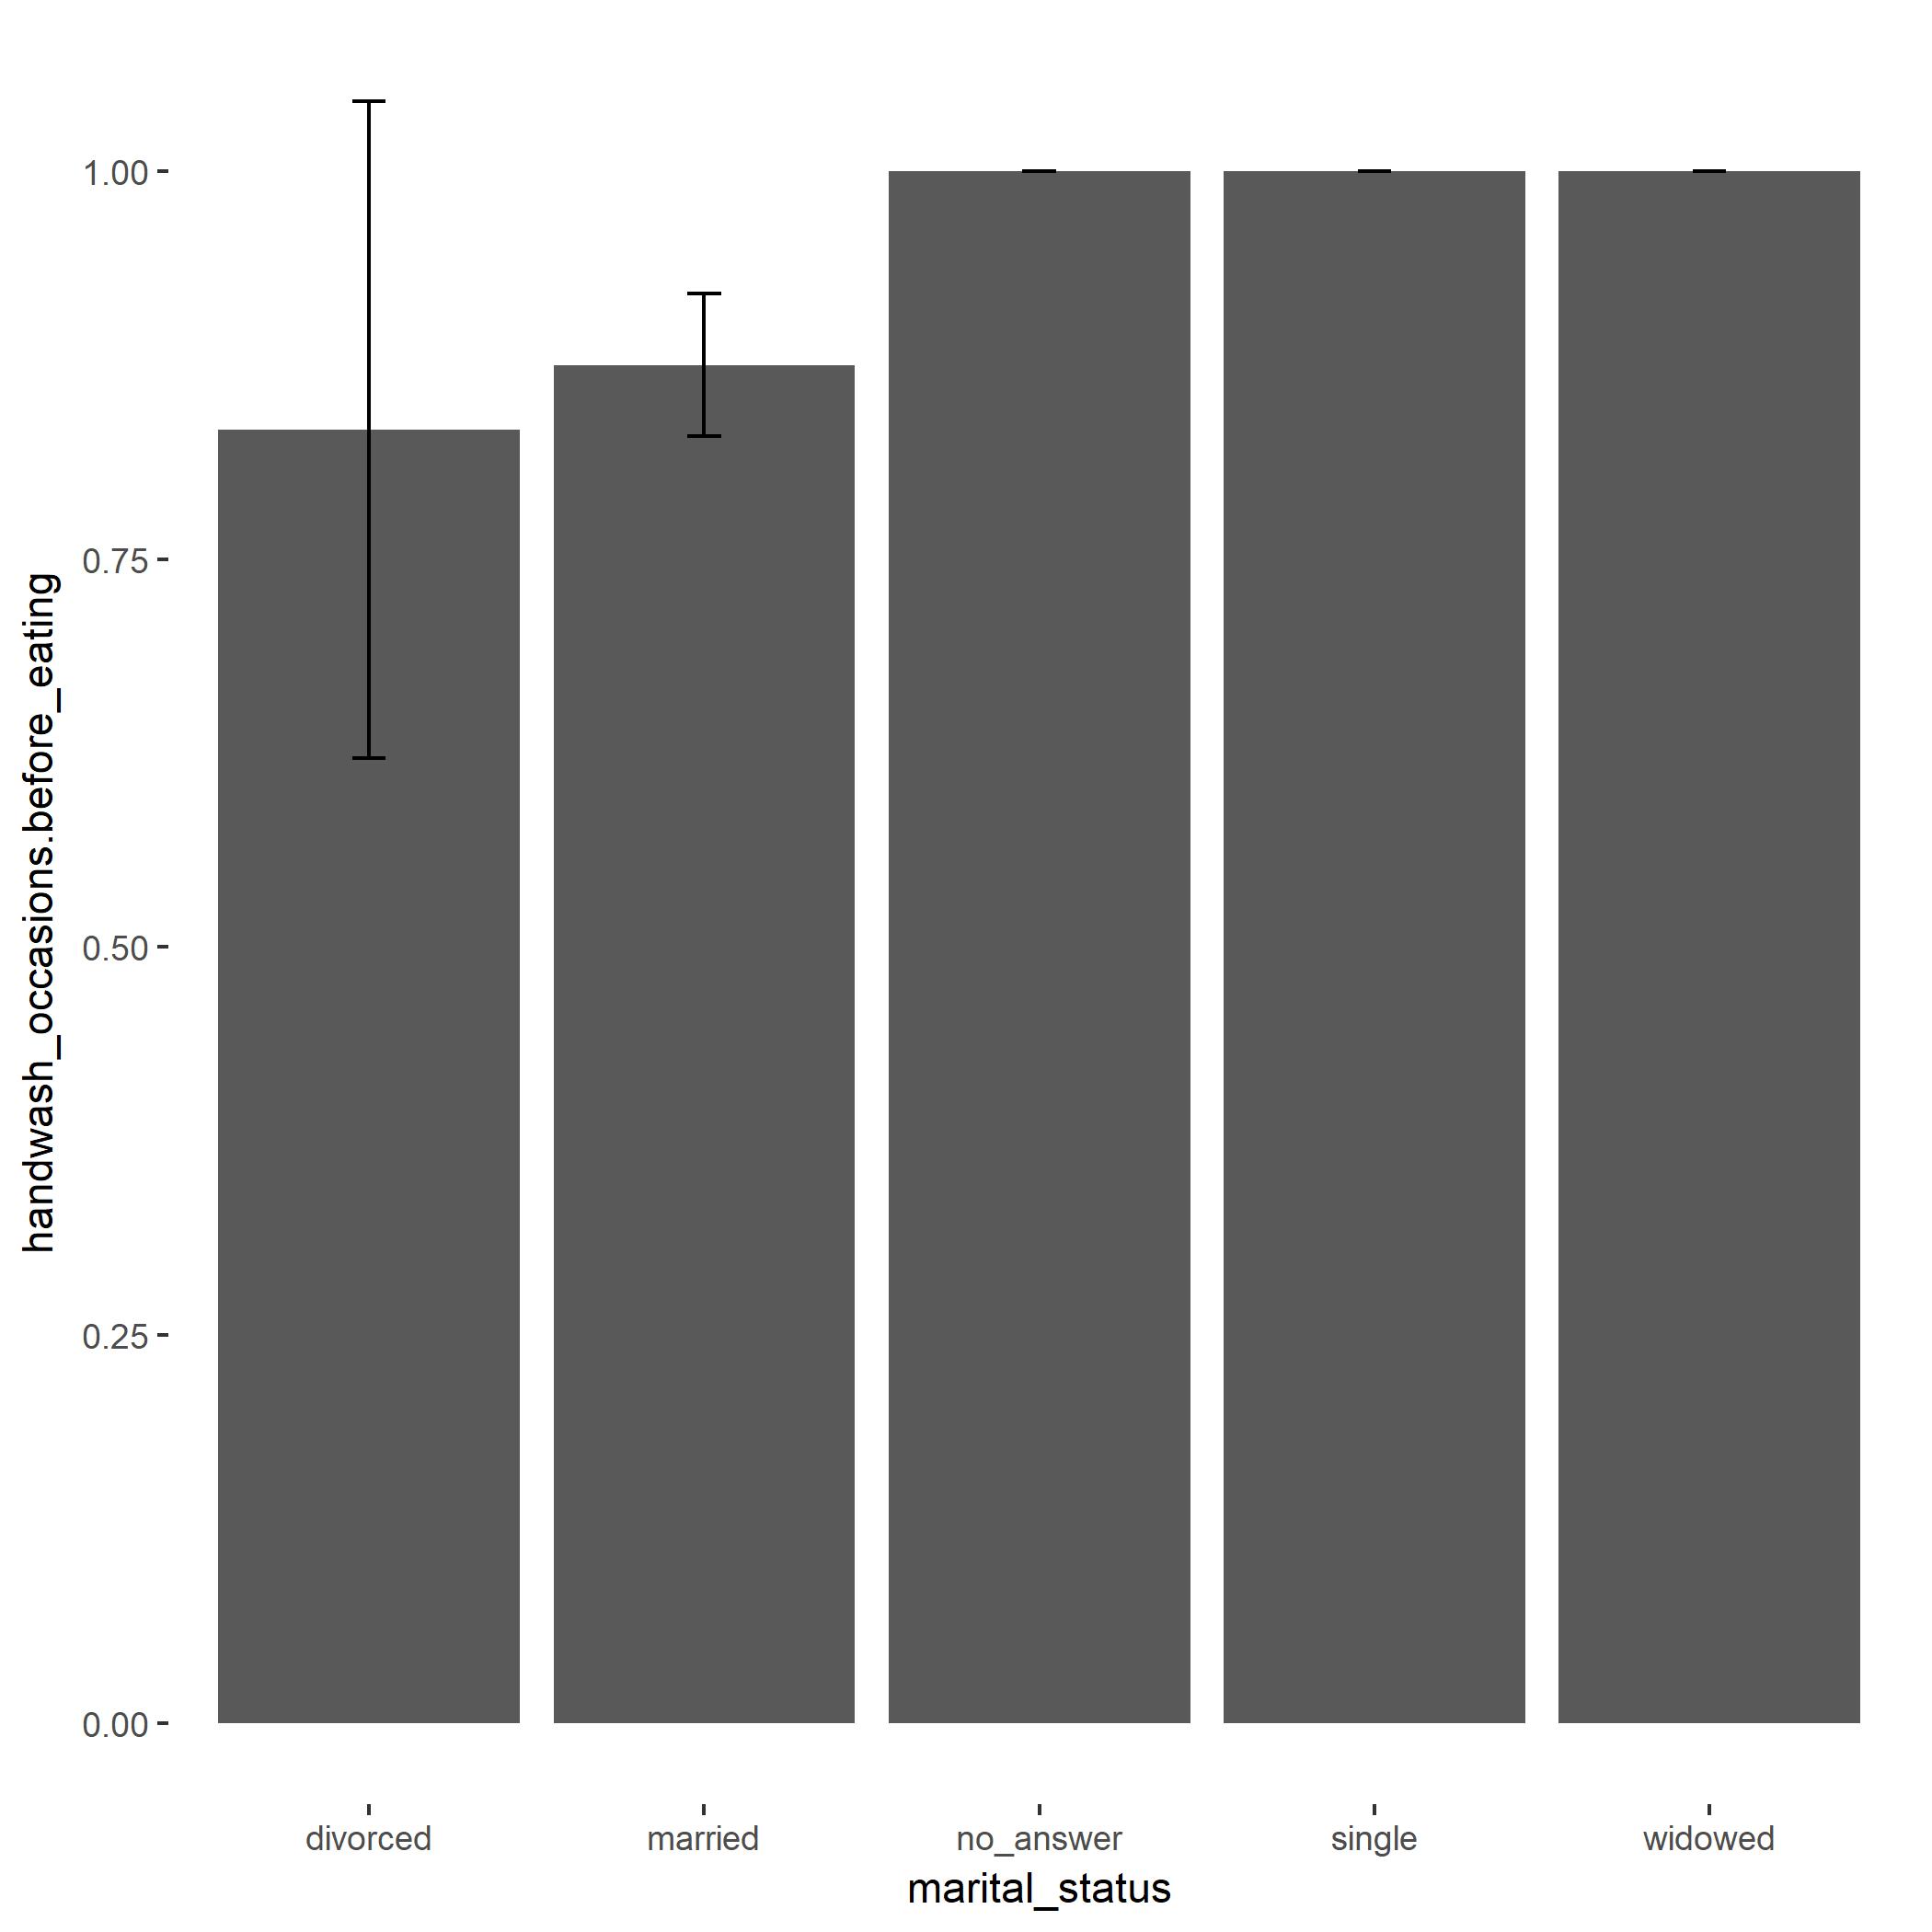 1.00
0.75
0.50
0.25
0.00
handwash_occasions.before_eating
divorced married no_answer single widowed
marital_status